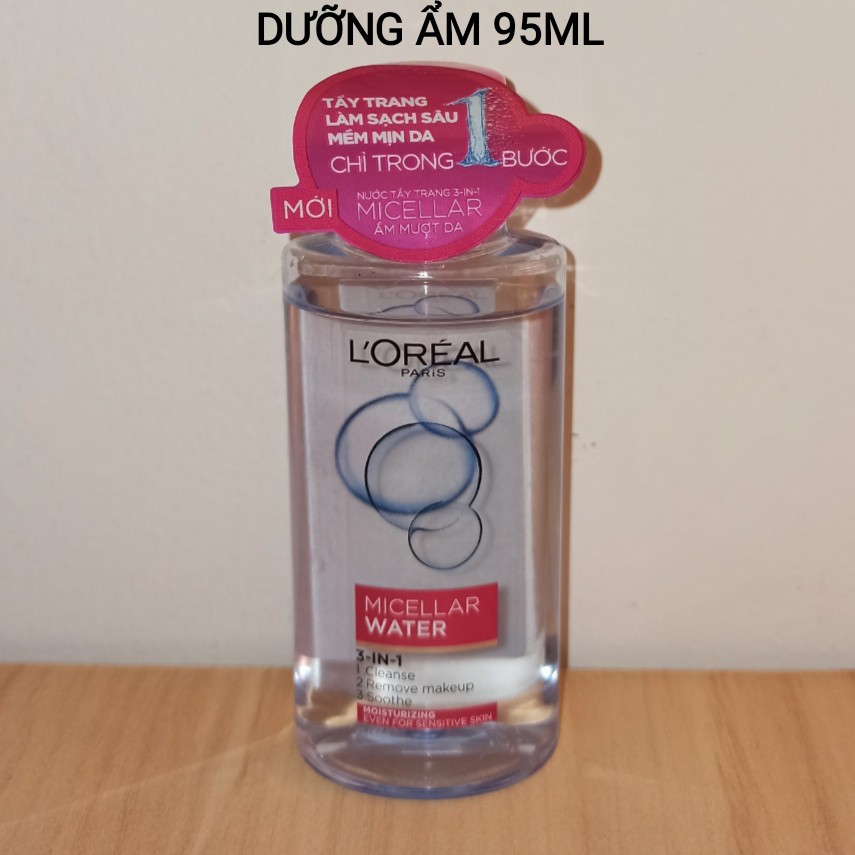 DƯỠNG ẨM 95ML
TẨY TRANG
LÀM SẠCH SÂU
MỀM MỊN DA
CHỈ TRONG 1 BƯỚC
MỚI
NƯỚC TẨY TRANG 3-IN-1
MICELLAR
ẨM MƯỢT DA
L'ORÉAL
PARIS
MICELLAR
WATER
3-IN-1
1.Cleanse
2.Remove makeup
3.Soothe
MOISTURIZING
EVEN FOR SENSITIVE SKIN